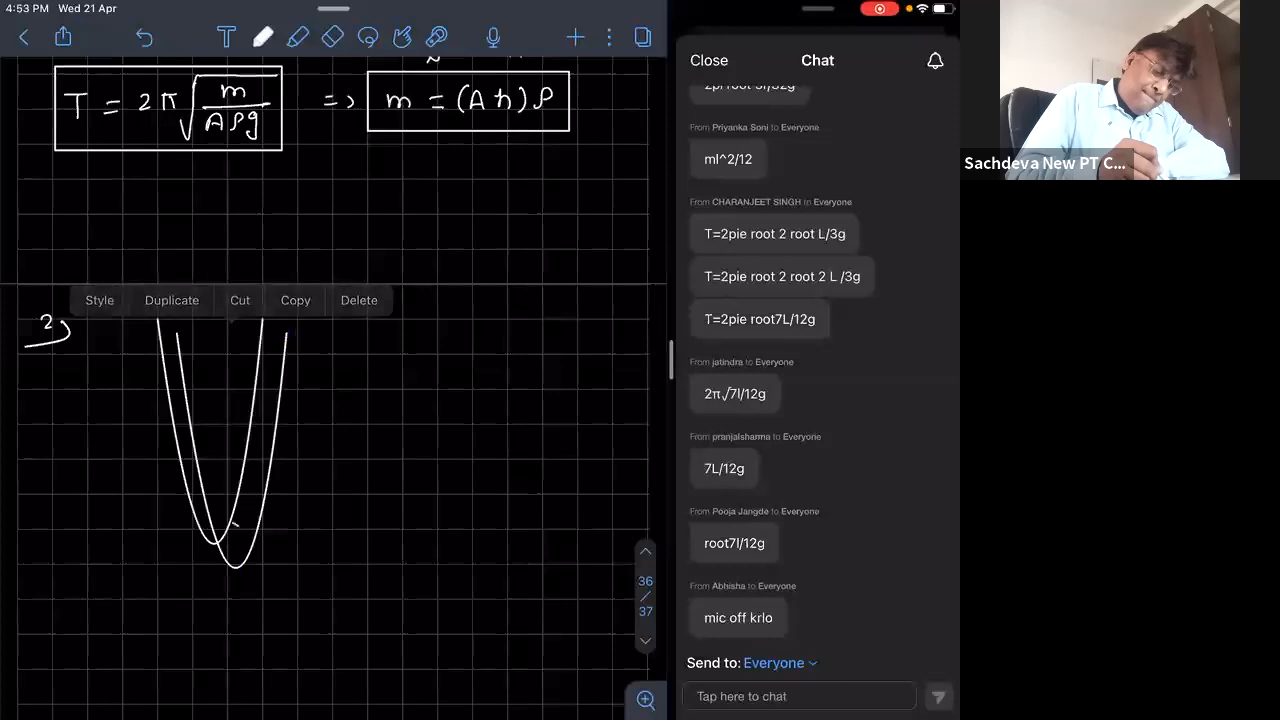 4:53 PM Wed 21 Apr
T = 2π√(m/Aρg) => m = (Ah)ρ
2)
Style Duplicate Cut Copy Delete
36
/
37
Close Chat
From Priyanka Soni to Everyone
ml^2/12
From CHARANJEET SINGH to Everyone
T=2pie root 2 root L/3g
T=2pie root 2 root 2 L /3g
T=2pie root7L/12g
From jatindra to Everyone
2π√7l/12g
From pranjalsharma to Everyone
7L/12g
From Pooja Jangde to Everyone
root7l/12g
From Abhisha to Everyone
mic off krlo
Send to: Everyone
Tap here to chat
Sachdeva New PT C...